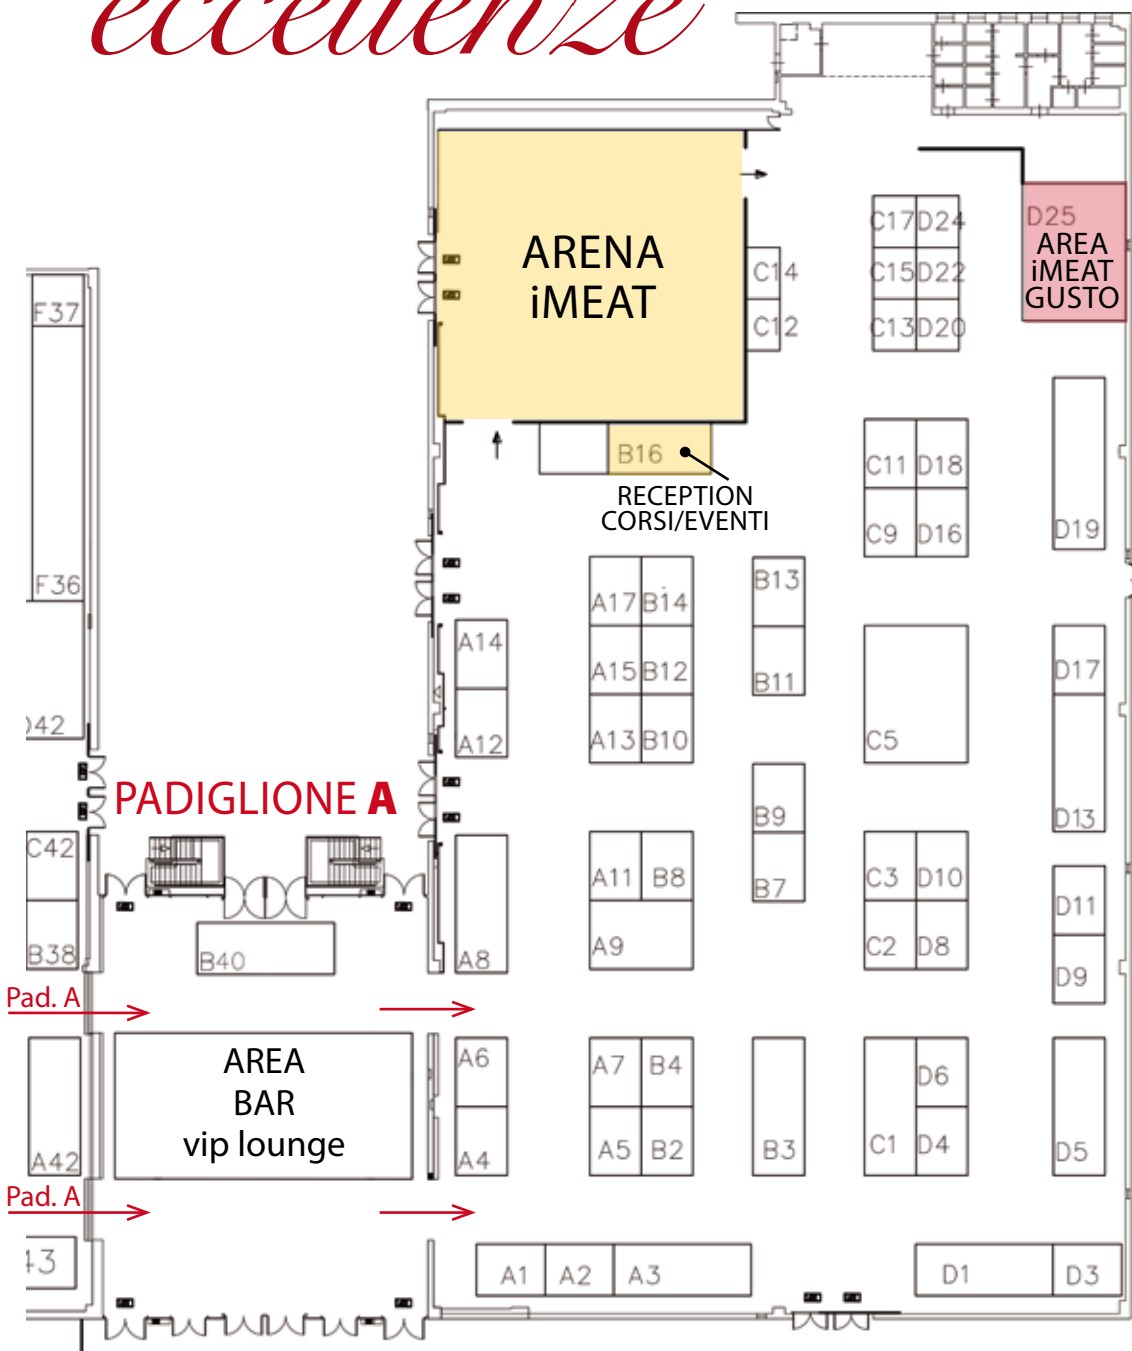 eccellenze
ARENA
iMEAT
C17 D24
D25
AREA
iMEAT
GUSTO
C14
C15 D22
C12
C13 D20
F37
B16
RECEPTION
CORSI/EVENTI
C11 D18
C9 D16
D19
F36
A17 B14
B13
A14
A15 B12
B11
D17
A12
A13 B10
C5
D42
PADIGLIONE A
B9
D13
C42
A11 B8
B7
C3 D10
D11
B38
B40
A8
A9
C2 D8
D9
Pad. A
AREA
BAR
vip lounge
A6
A7 B4
D6
A42
A4
A5 B2
B3
C1 D4
D5
Pad. A
43
A1 A2 A3
D1 D3